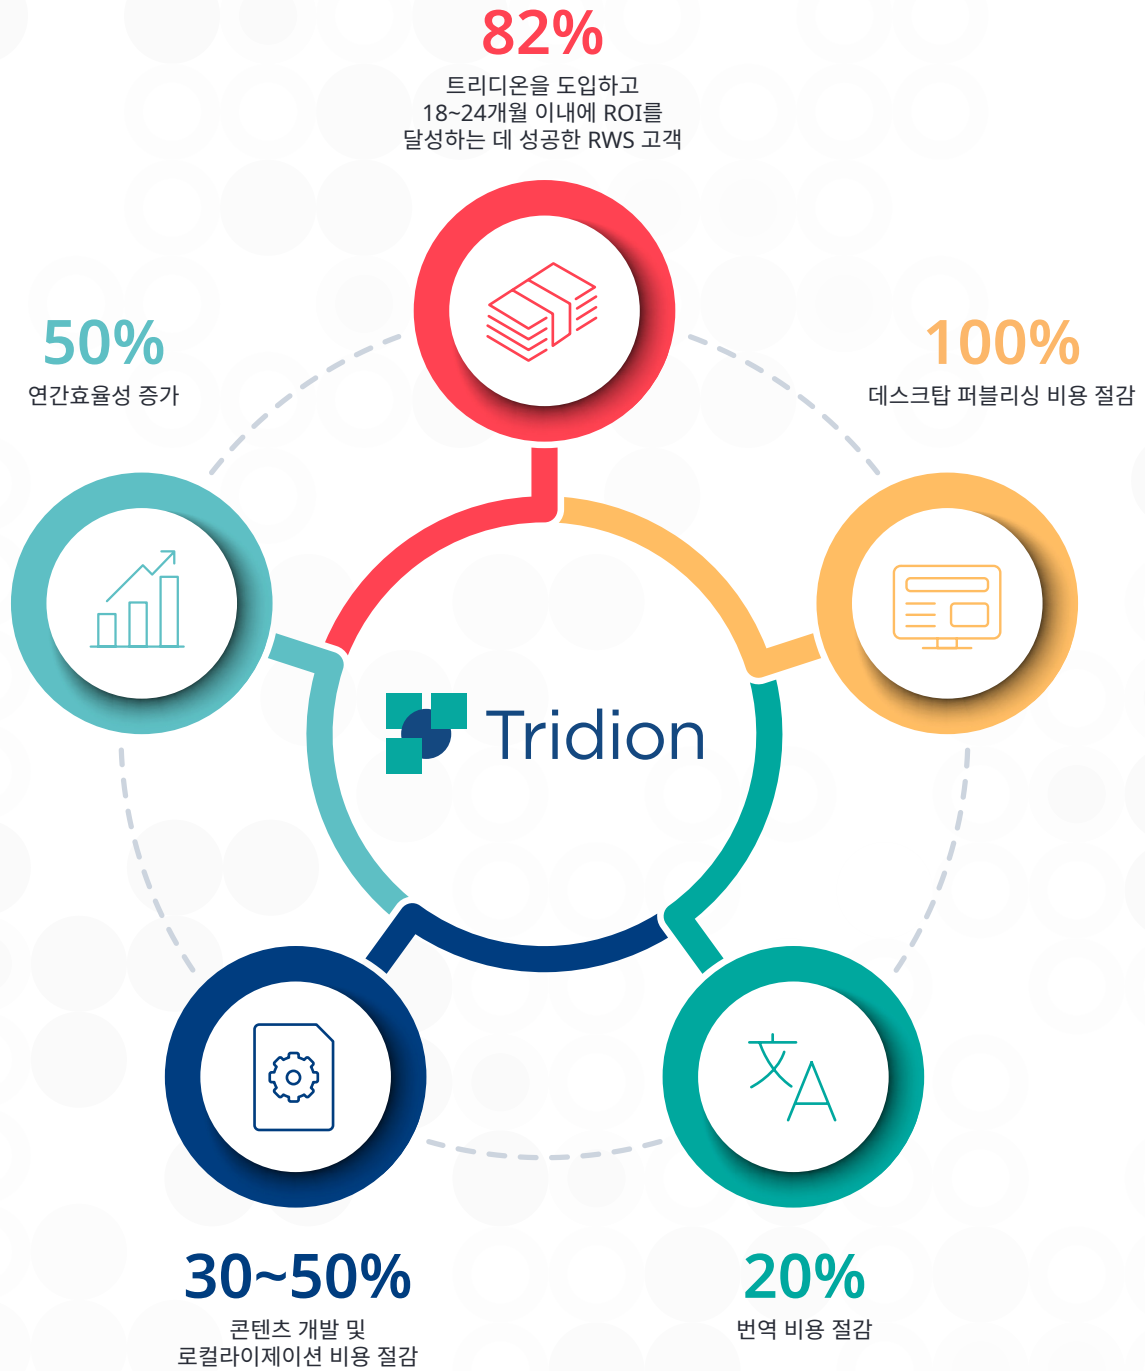 82%
트리디온을 도입하고
18~24개월 이내에 ROI를
달성하는 데 성공한 RWS 고객
50%
연간효율성 증가
100%
데스크탑 퍼블리싱 비용 절감
Tridion
30~50%
콘텐츠 개발 및
로컬라이제이션 비용 절감
20%
번역 비용 절감
文A